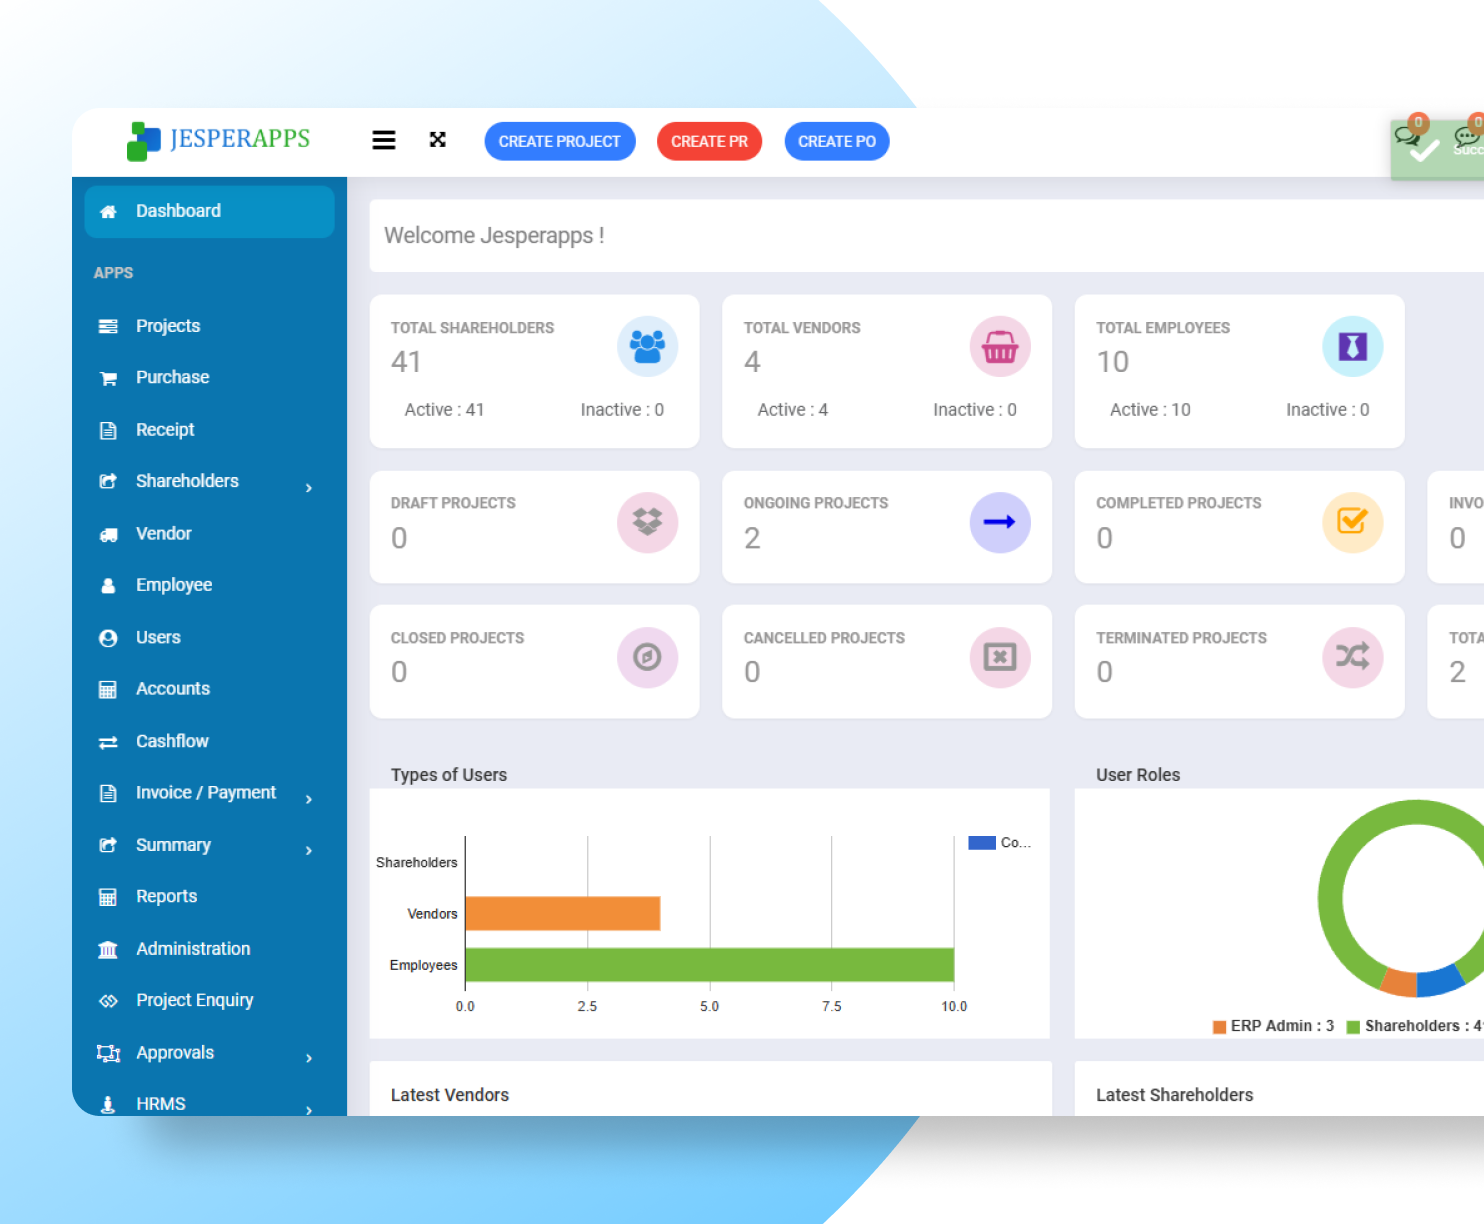 JESPERAPPS
CREATE PROJECT
CREATE PR
CREATE PO
0
0
Dashboard
APPS
Projects
Purchase
Receipt
Shareholders
Vendor
Employee
Users
Accounts
Cashflow
Invoice / Payment
Summary
Reports
Administration
Project Enquiry
Approvals
HRMS
Welcome Jesperapps !
TOTAL SHAREHOLDERS
41
Active : 41 Inactive : 0
TOTAL VENDORS
4
Active : 4 Inactive : 0
TOTAL EMPLOYEES
10
Active : 10 Inactive : 0
DRAFT PROJECTS
0
ONGOING PROJECTS
2
COMPLETED PROJECTS
0
INVO
0
CLOSED PROJECTS
0
CANCELLED PROJECTS
0
TERMINATED PROJECTS
0
TOTA
2
Types of Users
Co...
Shareholders
Vendors
Employees
0.0 2.5 5.0 7.5 10.0
User Roles
ERP Admin : 3 Shareholders : 4
Latest Vendors
Latest Shareholders